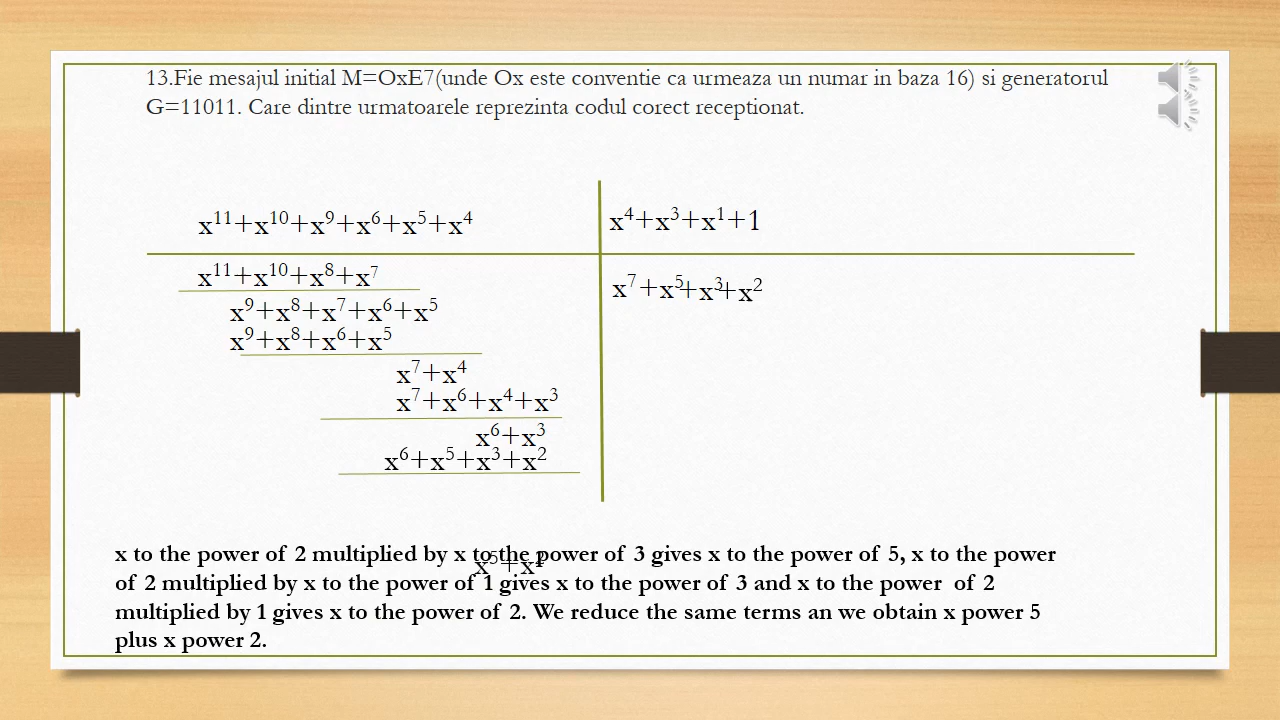 13.Fie mesajul initial M=OxE7(unde Ox este conventie ca urmeaza un numar in baza 16) si generatorul
G=11011. Care dintre urmatoarele reprezinta codul corect receptionat.
x¹¹+x¹⁰+x⁹+x⁶+x⁵+x⁴
x⁴+x³+x¹+1
x¹¹+x¹⁰+x⁸+x⁷
x⁷+x⁵+x³+x²
x⁹+x⁸+x⁷+x⁶+x⁵
x⁹+x⁸+x⁶+x⁵
x⁷+x⁴
x⁷+x⁶+x⁴+x³
x⁶+x³
x⁶+x⁵+x³+x²
x to the power of 2 multiplied by x to the power of 3 gives x to the power of 5, x to the power
of 2 multiplied by x to the power of 1 gives x to the power of 3 and x to the power of 2
multiplied by 1 gives x to the power of 2. We reduce the same terms an we obtain x power 5
plus x power 2.